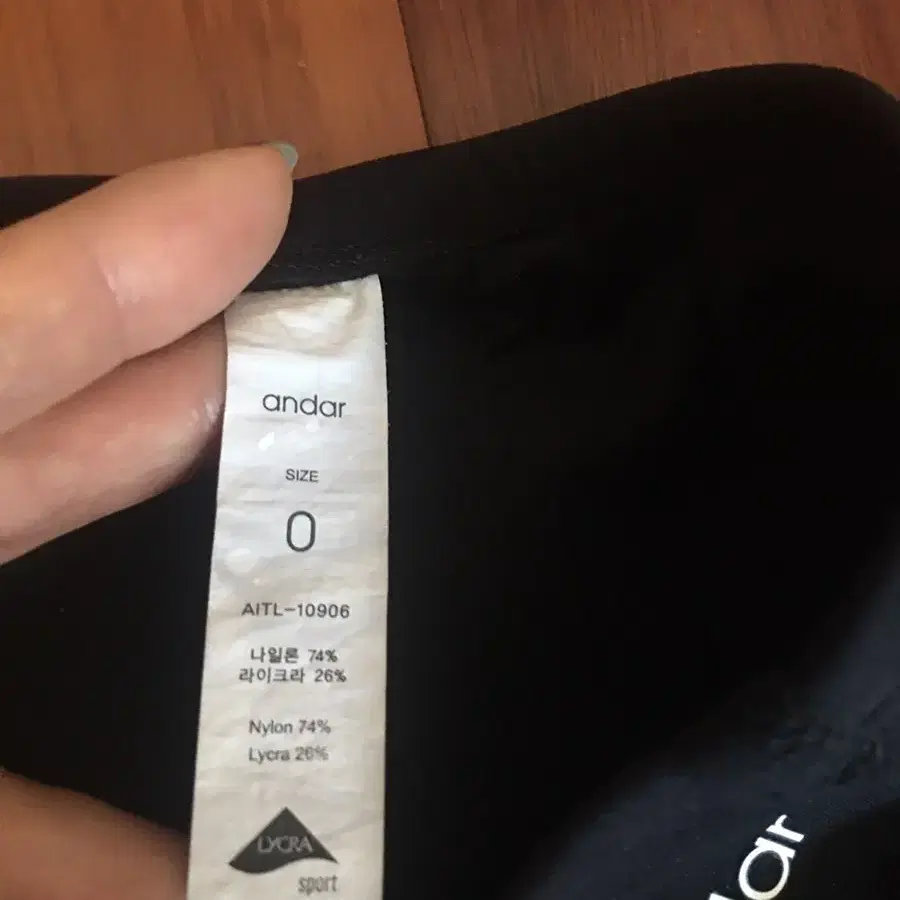 andar
SIZE
0
AITL-10906
나일론 74%
라이크라 26%
Nylon 74%
Lycra 26%
LYCRA
sport
dar